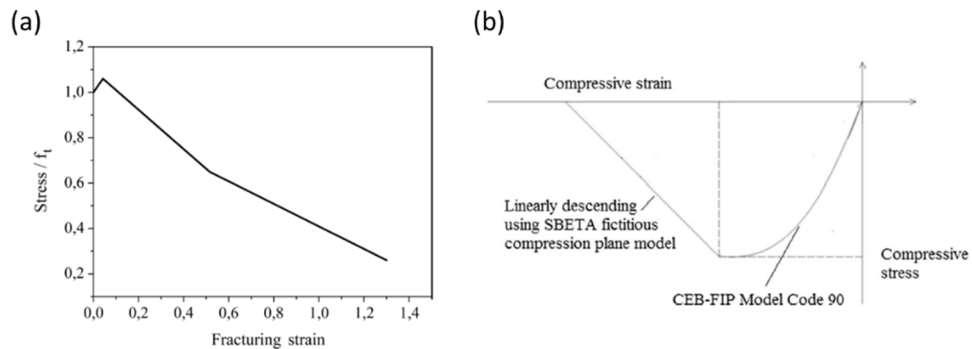 (a)
1,2
1,0
0,8
0,6
0,4
0,2
Stress / ft
0,0 0,2 0,4 0,6 0,8 1,0 1,2 1,4
Fracturing strain
(b)
Compressive strain
Linearly descending
using SBETA fictitious
compression plane model
Compressive
stress
CEB-FIP Model Code 90